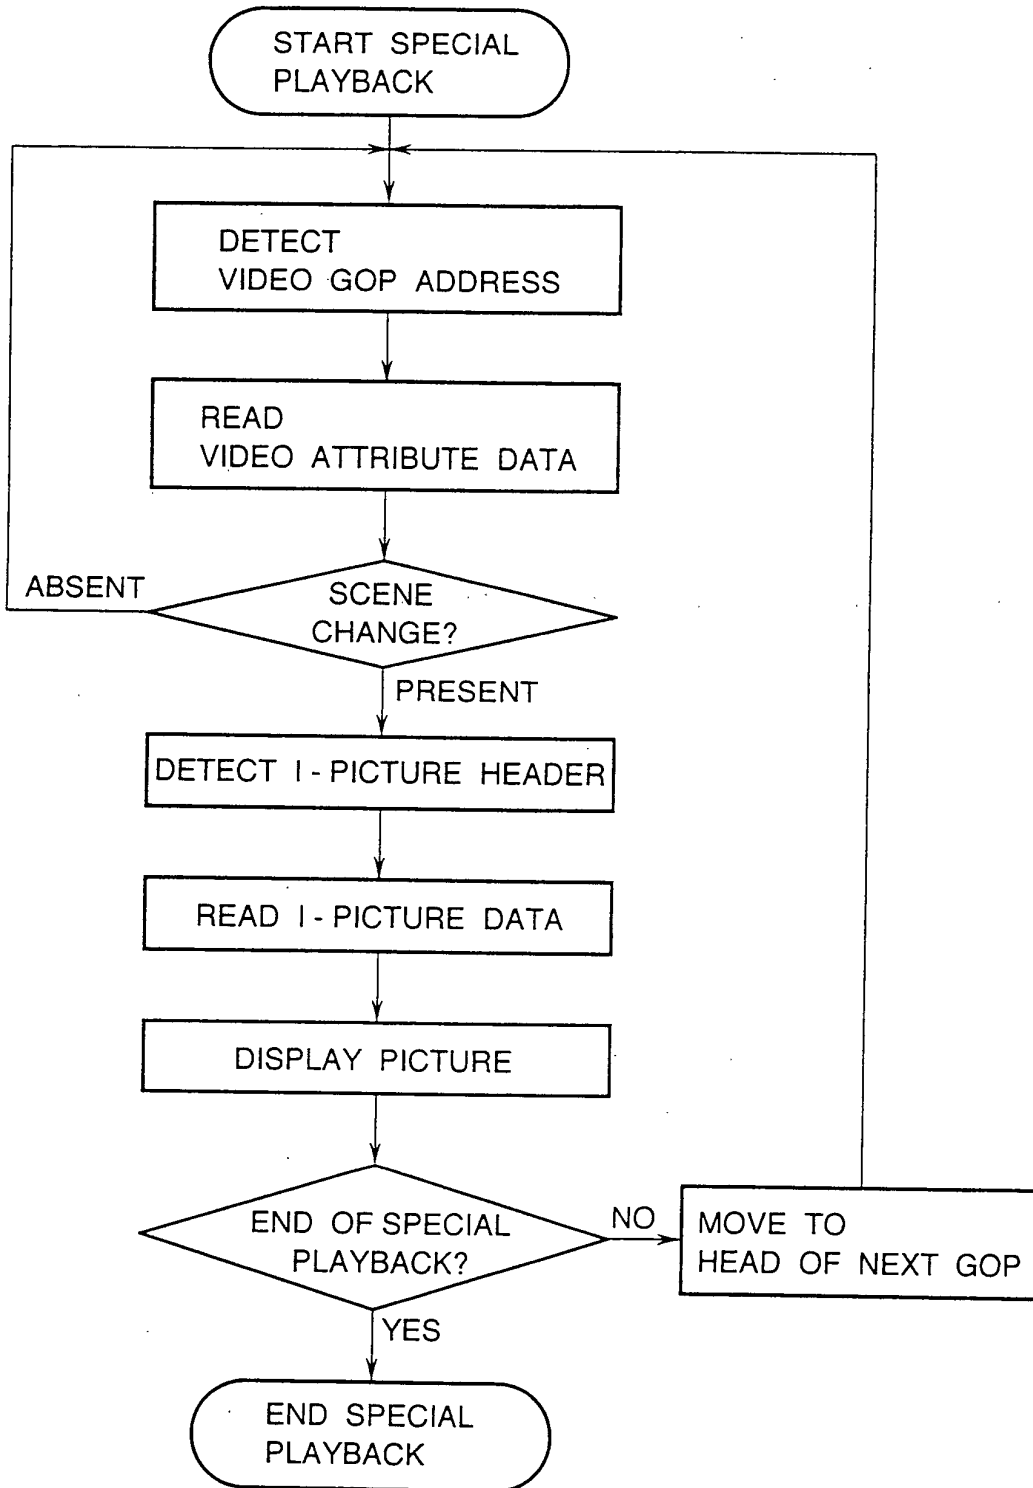 START SPECIAL
PLAYBACK
DETECT
VIDEO GOP ADDRESS
READ
VIDEO ATTRIBUTE DATA
ABSENT
SCENE
CHANGE?
PRESENT
DETECT I - PICTURE HEADER
READ I - PICTURE DATA
DISPLAY PICTURE
END OF SPECIAL
PLAYBACK?
NO
MOVE TO
HEAD OF NEXT GOP
YES
END SPECIAL
PLAYBACK